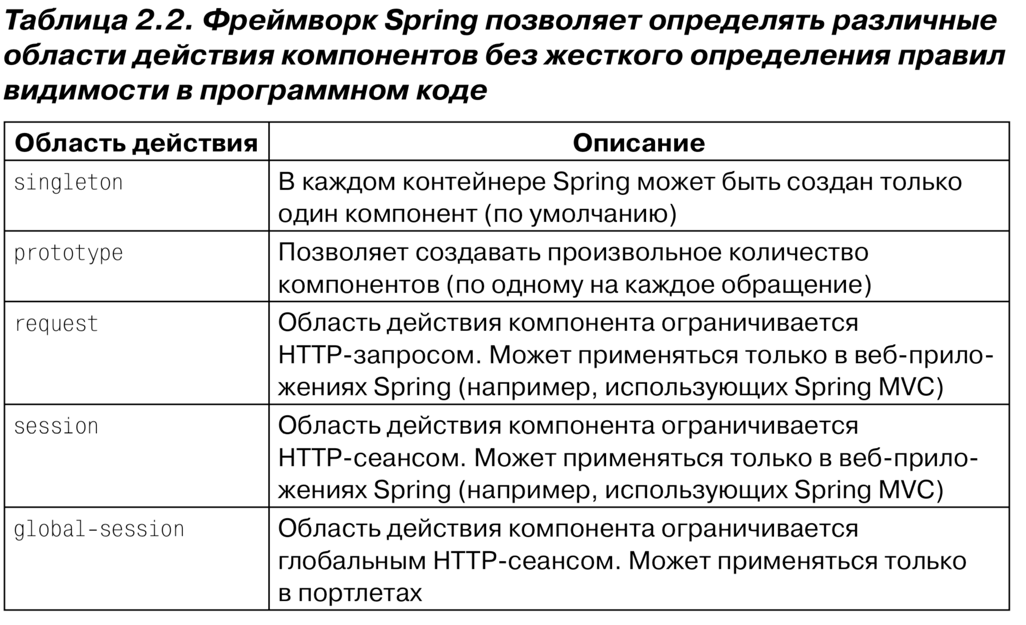 Таблица 2.2. Фреймворк Spring позволяет определять различные
области действия компонентов без жесткого определения правил
видимости в программном коде
Область действия Описание
singleton В каждом контейнере Spring может быть создан только
один компонент (по умолчанию)
prototype Позволяет создавать произвольное количество
компонентов (по одному на каждое обращение)
request Область действия компонента ограничивается
HTTP-запросом. Может применяться только в веб-прило-
жениях Spring (например, использующих Spring MVC)
session Область действия компонента ограничивается
HTTP-сеансом. Может применяться только в веб-прило-
жениях Spring (например, использующих Spring MVC)
global-session Область действия компонента ограничивается
глобальным HTTP-сеансом. Может применяться только
в портлетах